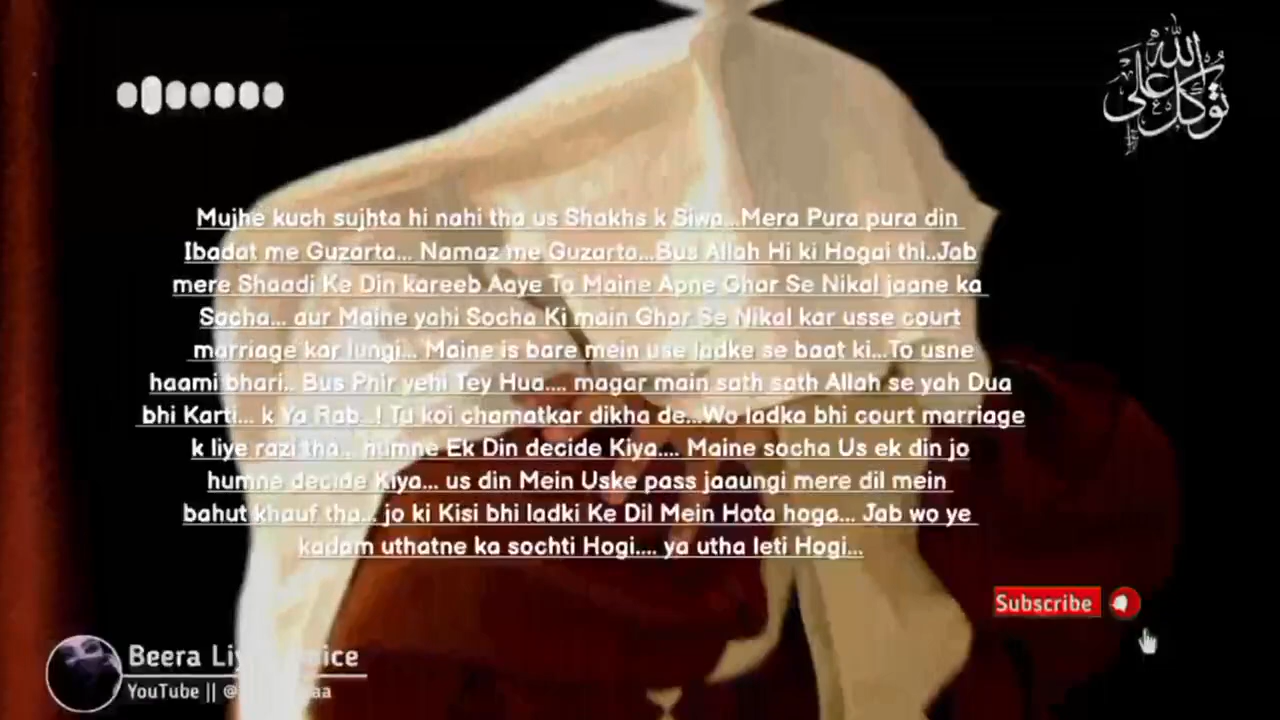 توكل على الله
Mujhe kuch sujhta hi nahi tha us Shakhs k Siwa...Mera Pura pura din
Ibadat me Guzarta... Namaz me Guzarta...Bus Allah Hi ki Hogai thi..Jab
mere Shaadi Ke Din kareeb Aaye To Maine Apne Ghar Se Nikal jaane ka
Socha... aur Maine yahi Socha Ki main Ghar Se Nikal kar usse court
marriage kar lungi... Maine is bare mein use ladke se baat ki...To usne
haami bhari.. Bus Phir yehi Tey Hua.... magar main sath sath Allah se yah Dua
bhi Karti... k Ya Rab..! Tu koi chamatkar dikha de...Wo ladka bhi court marriage
k liye razi tha... humne Ek Din decide Kiya.... Maine socha Us ek din jo
humne decide Kiya... us din Mein Uske pass jaaungi mere dil mein
bahut khauf tha... jo ki Kisi bhi ladki Ke Dil Mein Hota hoga... Jab wo ye
kadam uthatne ka sochti Hogi.... ya utha leti Hogi...
Subscribe
Beera
YouTube || @